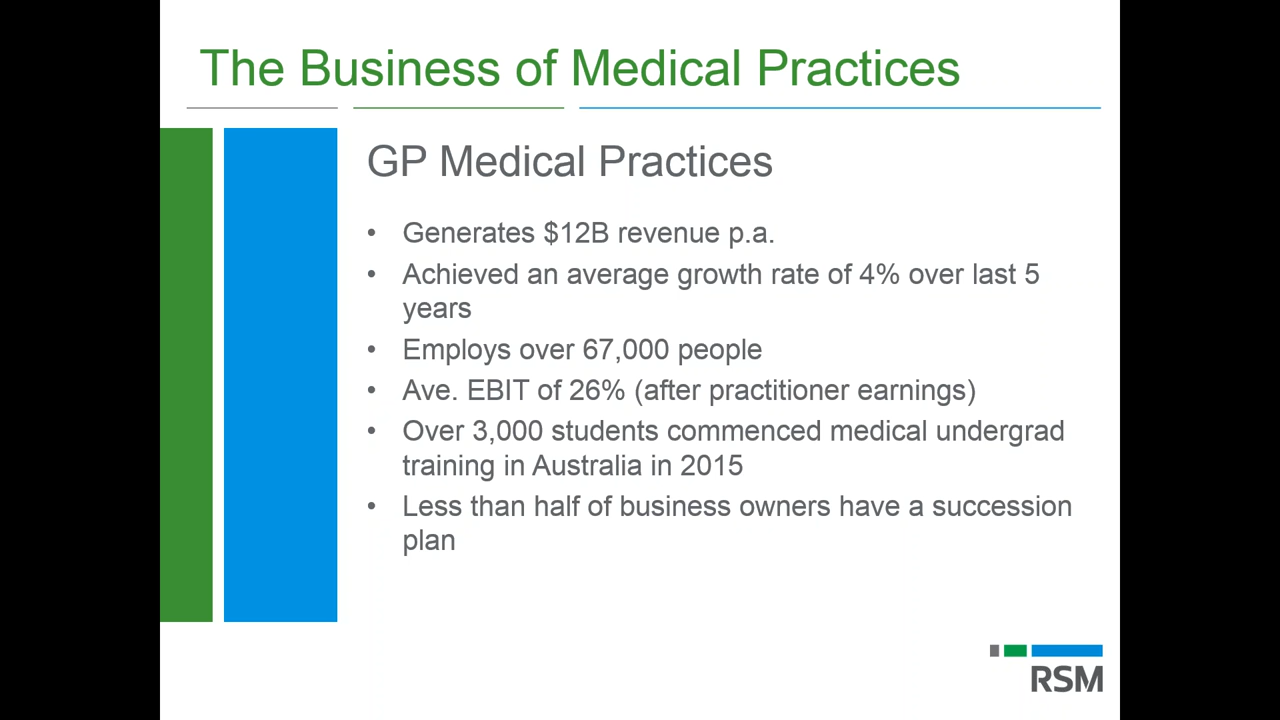 The Business of Medical Practices
GP Medical Practices
• Generates $12B revenue p.a.
• Achieved an average growth rate of 4% over last 5
years
• Employs over 67,000 people
• Ave. EBIT of 26% (after practitioner earnings)
• Over 3,000 students commenced medical undergrad
training in Australia in 2015
• Less than half of business owners have a succession
plan
RSM